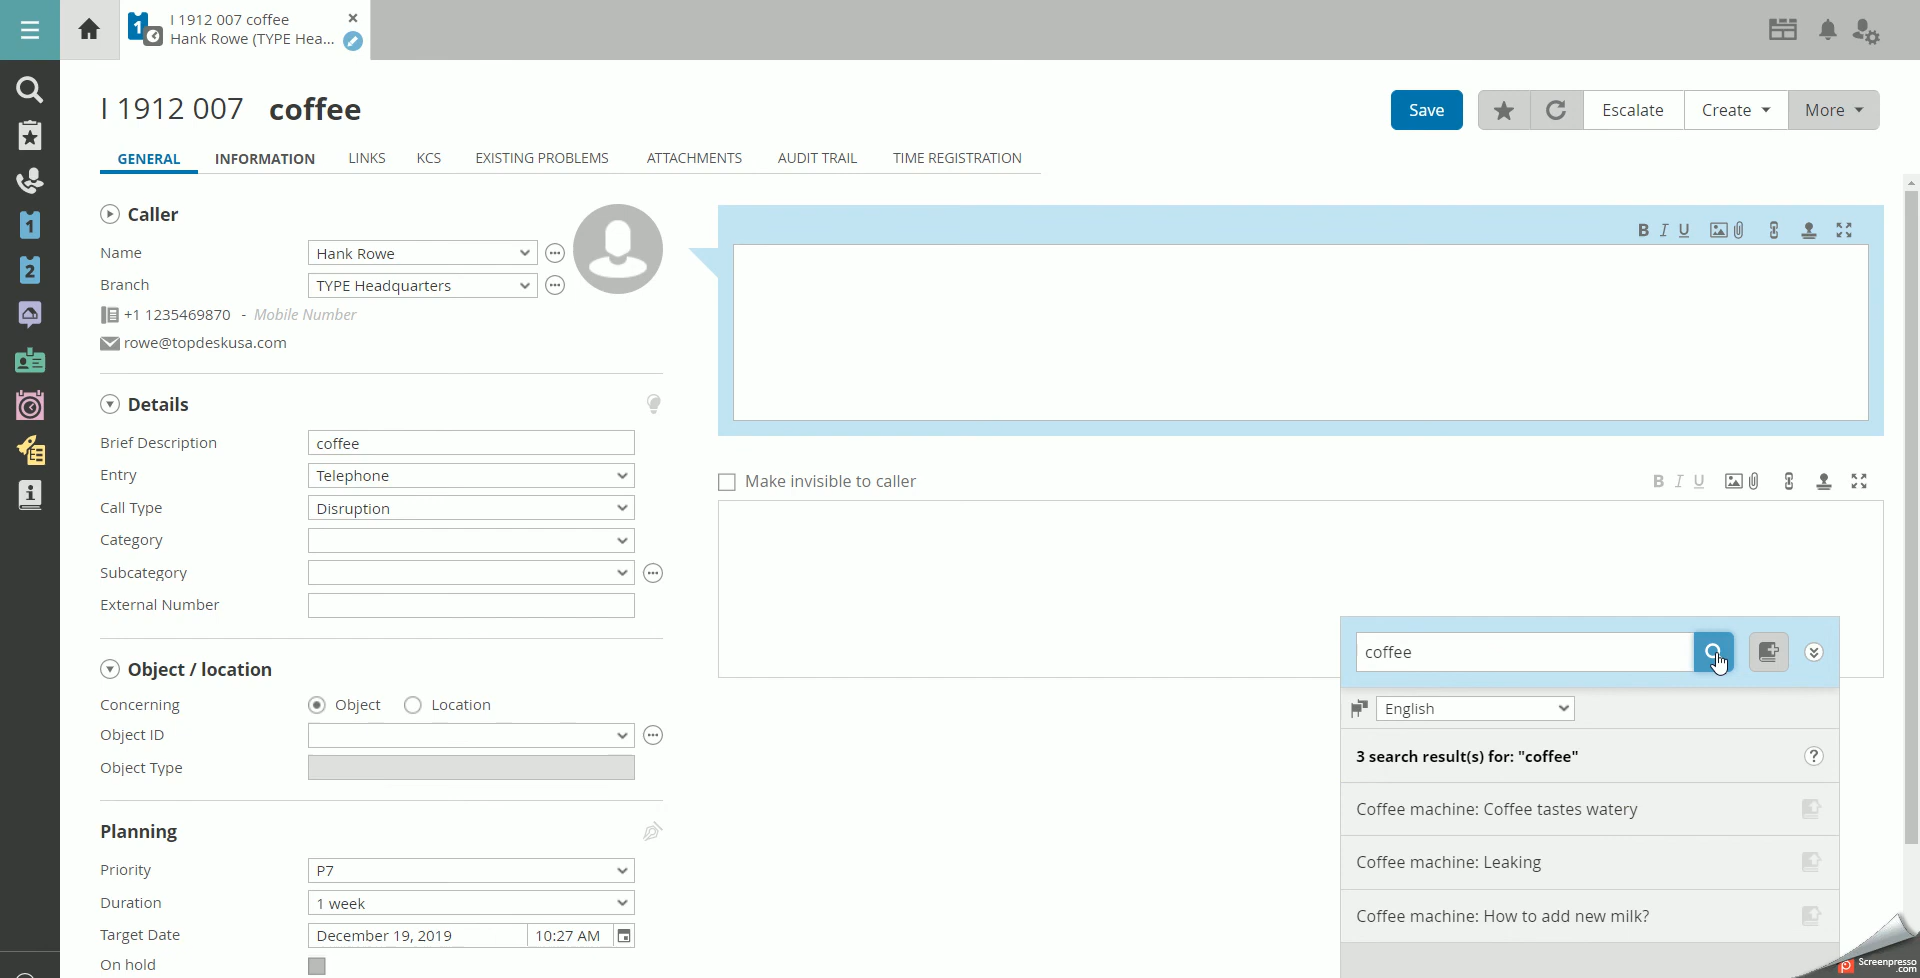 1 I 1912 007 coffee
Hank Rowe (TYPE Hea...
I 1912 007 coffee
Save
Escalate
Create
More
GENERAL INFORMATION LINKS KCS EXISTING PROBLEMS ATTACHMENTS AUDIT TRAIL TIME REGISTRATION
1
2
Caller
Name Hank Rowe
Branch TYPE Headquarters
+1 1235469870 - Mobile Number
rowe@topdeskusa.com
Details
Brief Description coffee
Entry Telephone
Call Type Disruption
Category
Subcategory
External Number
Object / location
Concerning Object Location
Object ID
Object Type
Planning
Priority P7
Duration 1 week
Target Date December 19, 2019 10:27 AM
On hold
B I U
Make invisible to caller B I U
coffee
English
3 search result(s) for: "coffee" ?
Coffee machine: Coffee tastes watery
Coffee machine: Leaking
Coffee machine: How to add new milk?
Screenpresso
.com